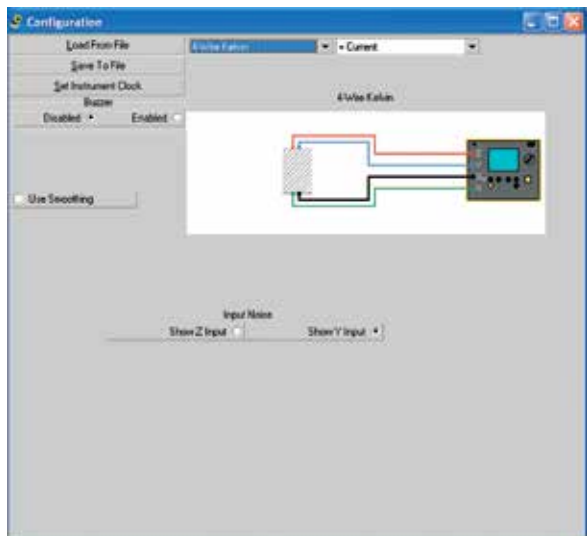 Configuration
Load From File
Save To File
Set Instrument Clock
Buzzer
Disabled Enabled
4-Wire Kelvin
+ Current
4-Wire Kelvin
Use Smoothing
Input Noise
Show Z Input Show Y Input